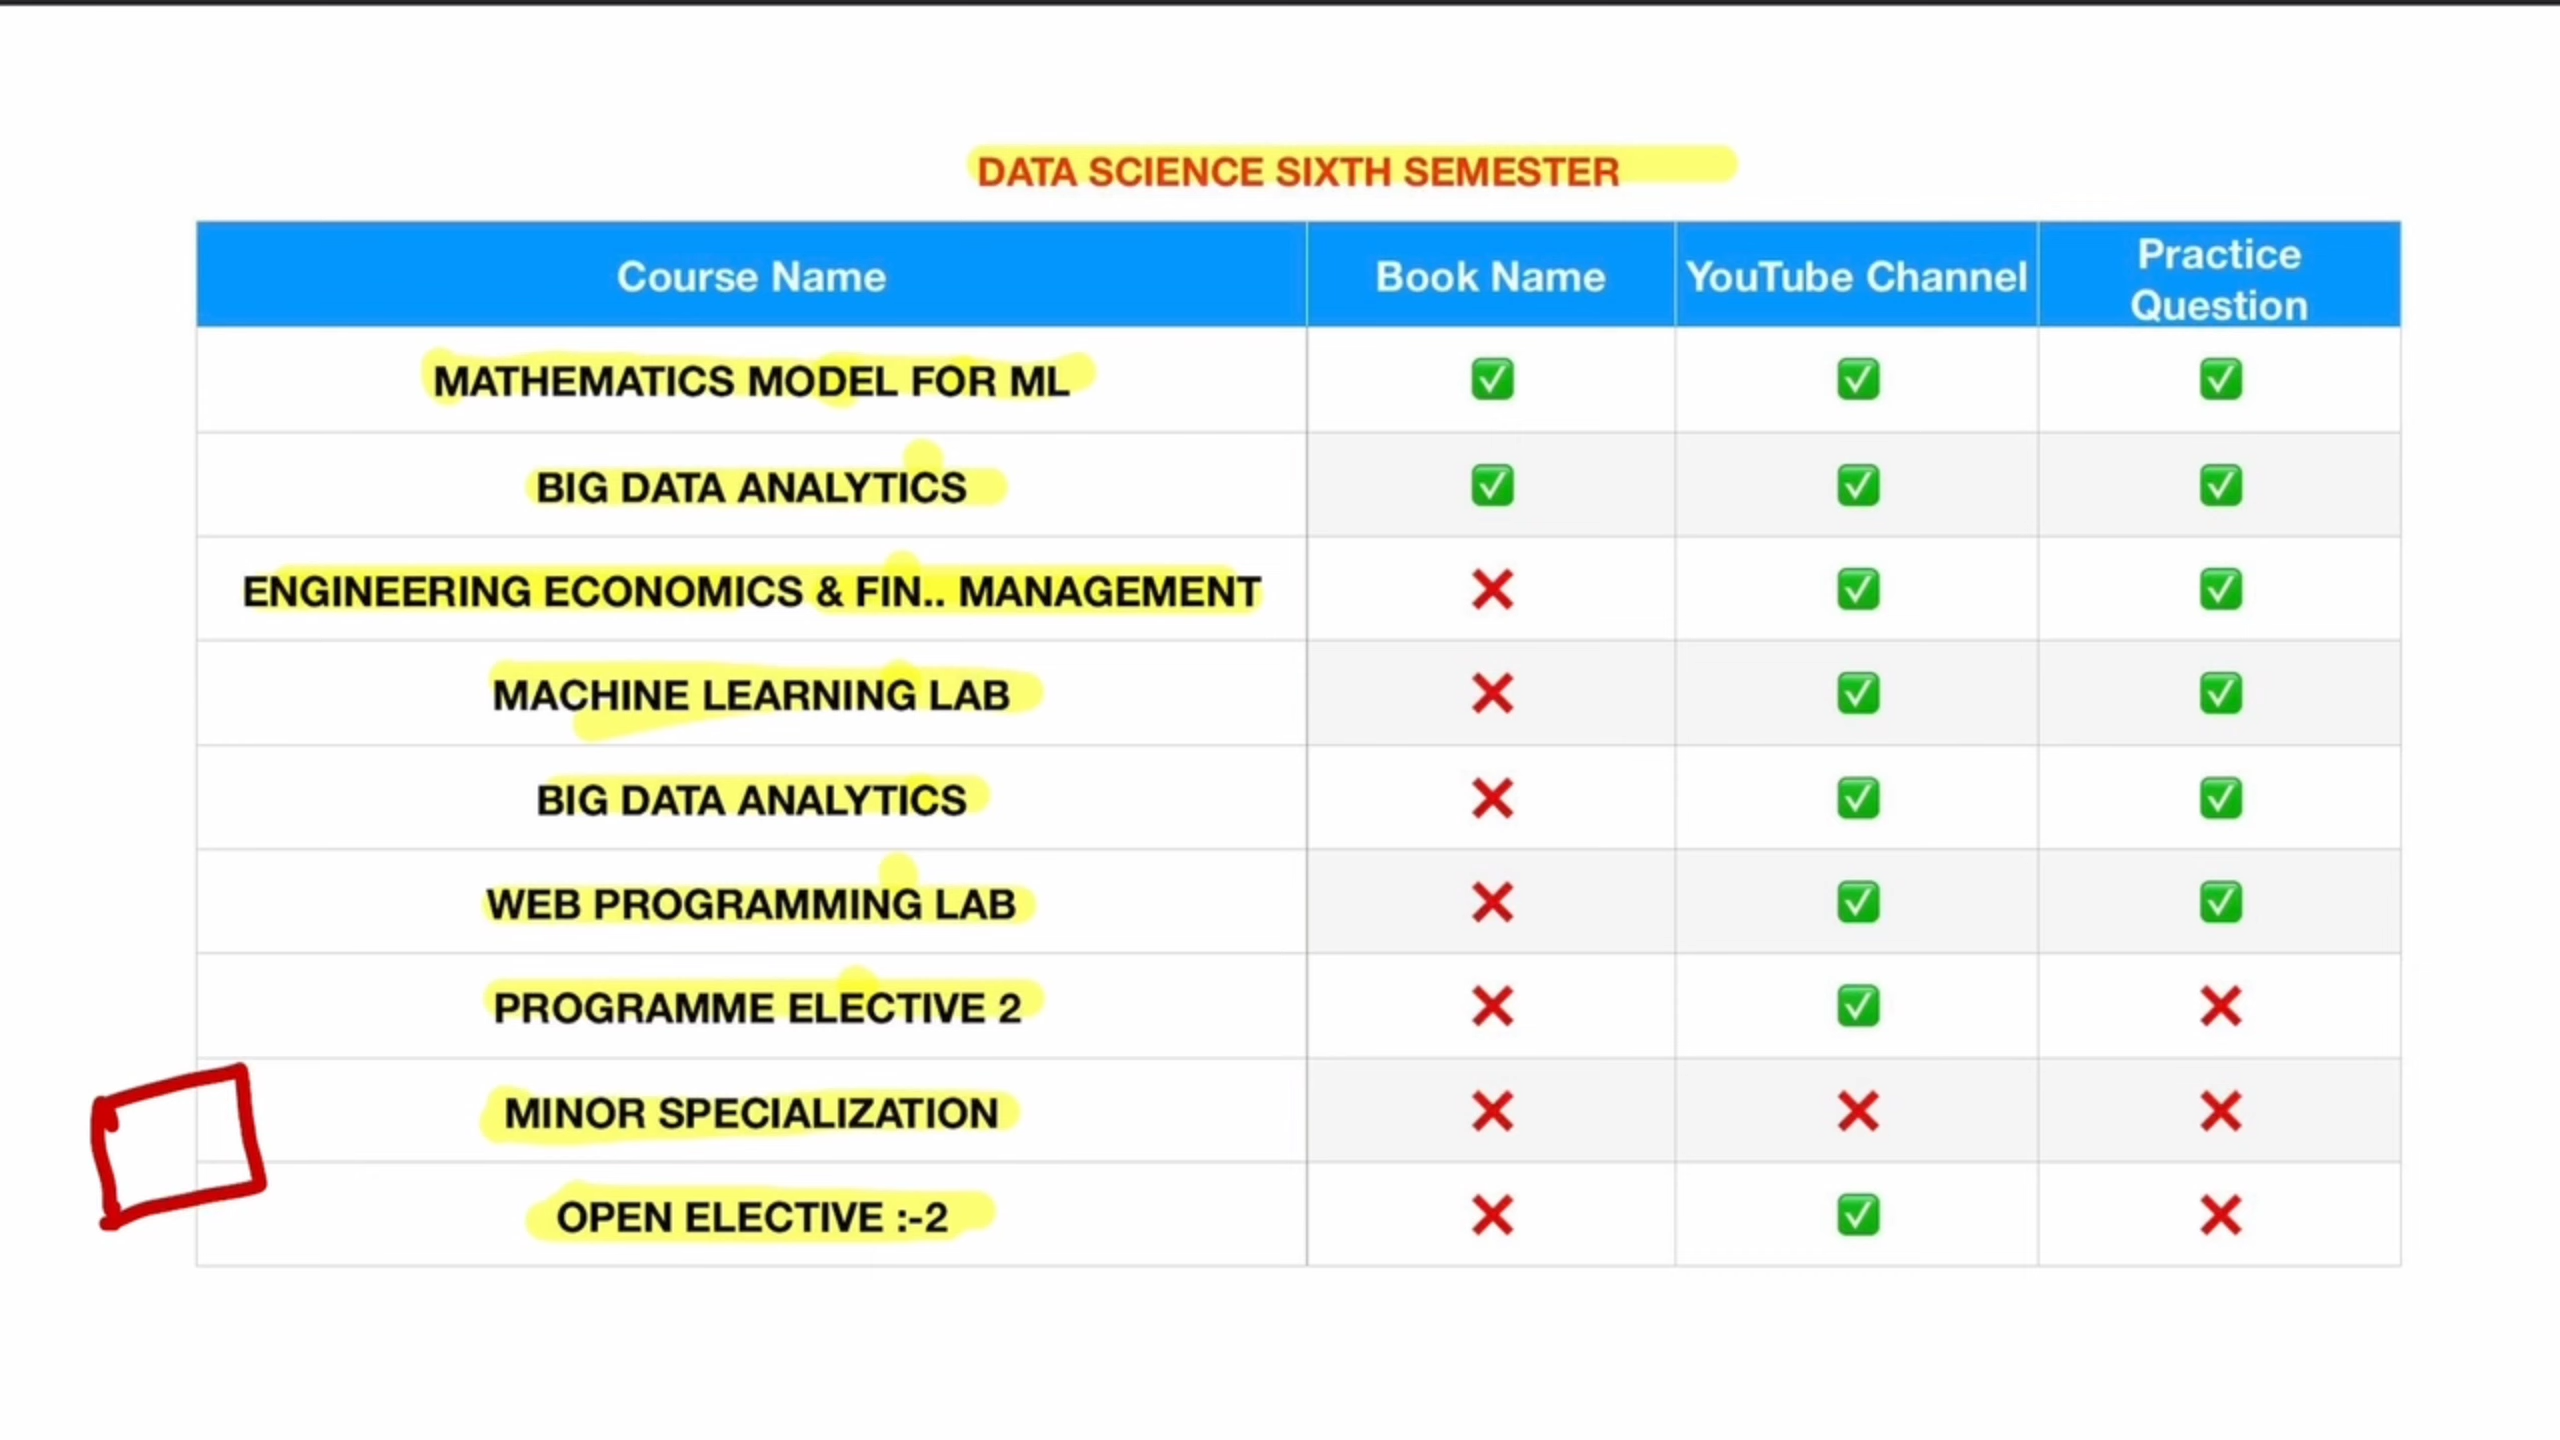 DATA SCIENCE SIXTH SEMESTER
Course Name Book Name YouTube Channel Practice Question
MATHEMATICS MODEL FOR ML ✅ ✅ ✅
BIG DATA ANALYTICS ✅ ✅ ✅
ENGINEERING ECONOMICS & FIN.. MANAGEMENT ❌ ✅ ✅
MACHINE LEARNING LAB ❌ ✅ ✅
BIG DATA ANALYTICS ❌ ✅ ✅
WEB PROGRAMMING LAB ❌ ✅ ✅
PROGRAMME ELECTIVE 2 ❌ ✅ ❌
MINOR SPECIALIZATION ❌ ❌ ❌
OPEN ELECTIVE :-2 ❌ ✅ ❌